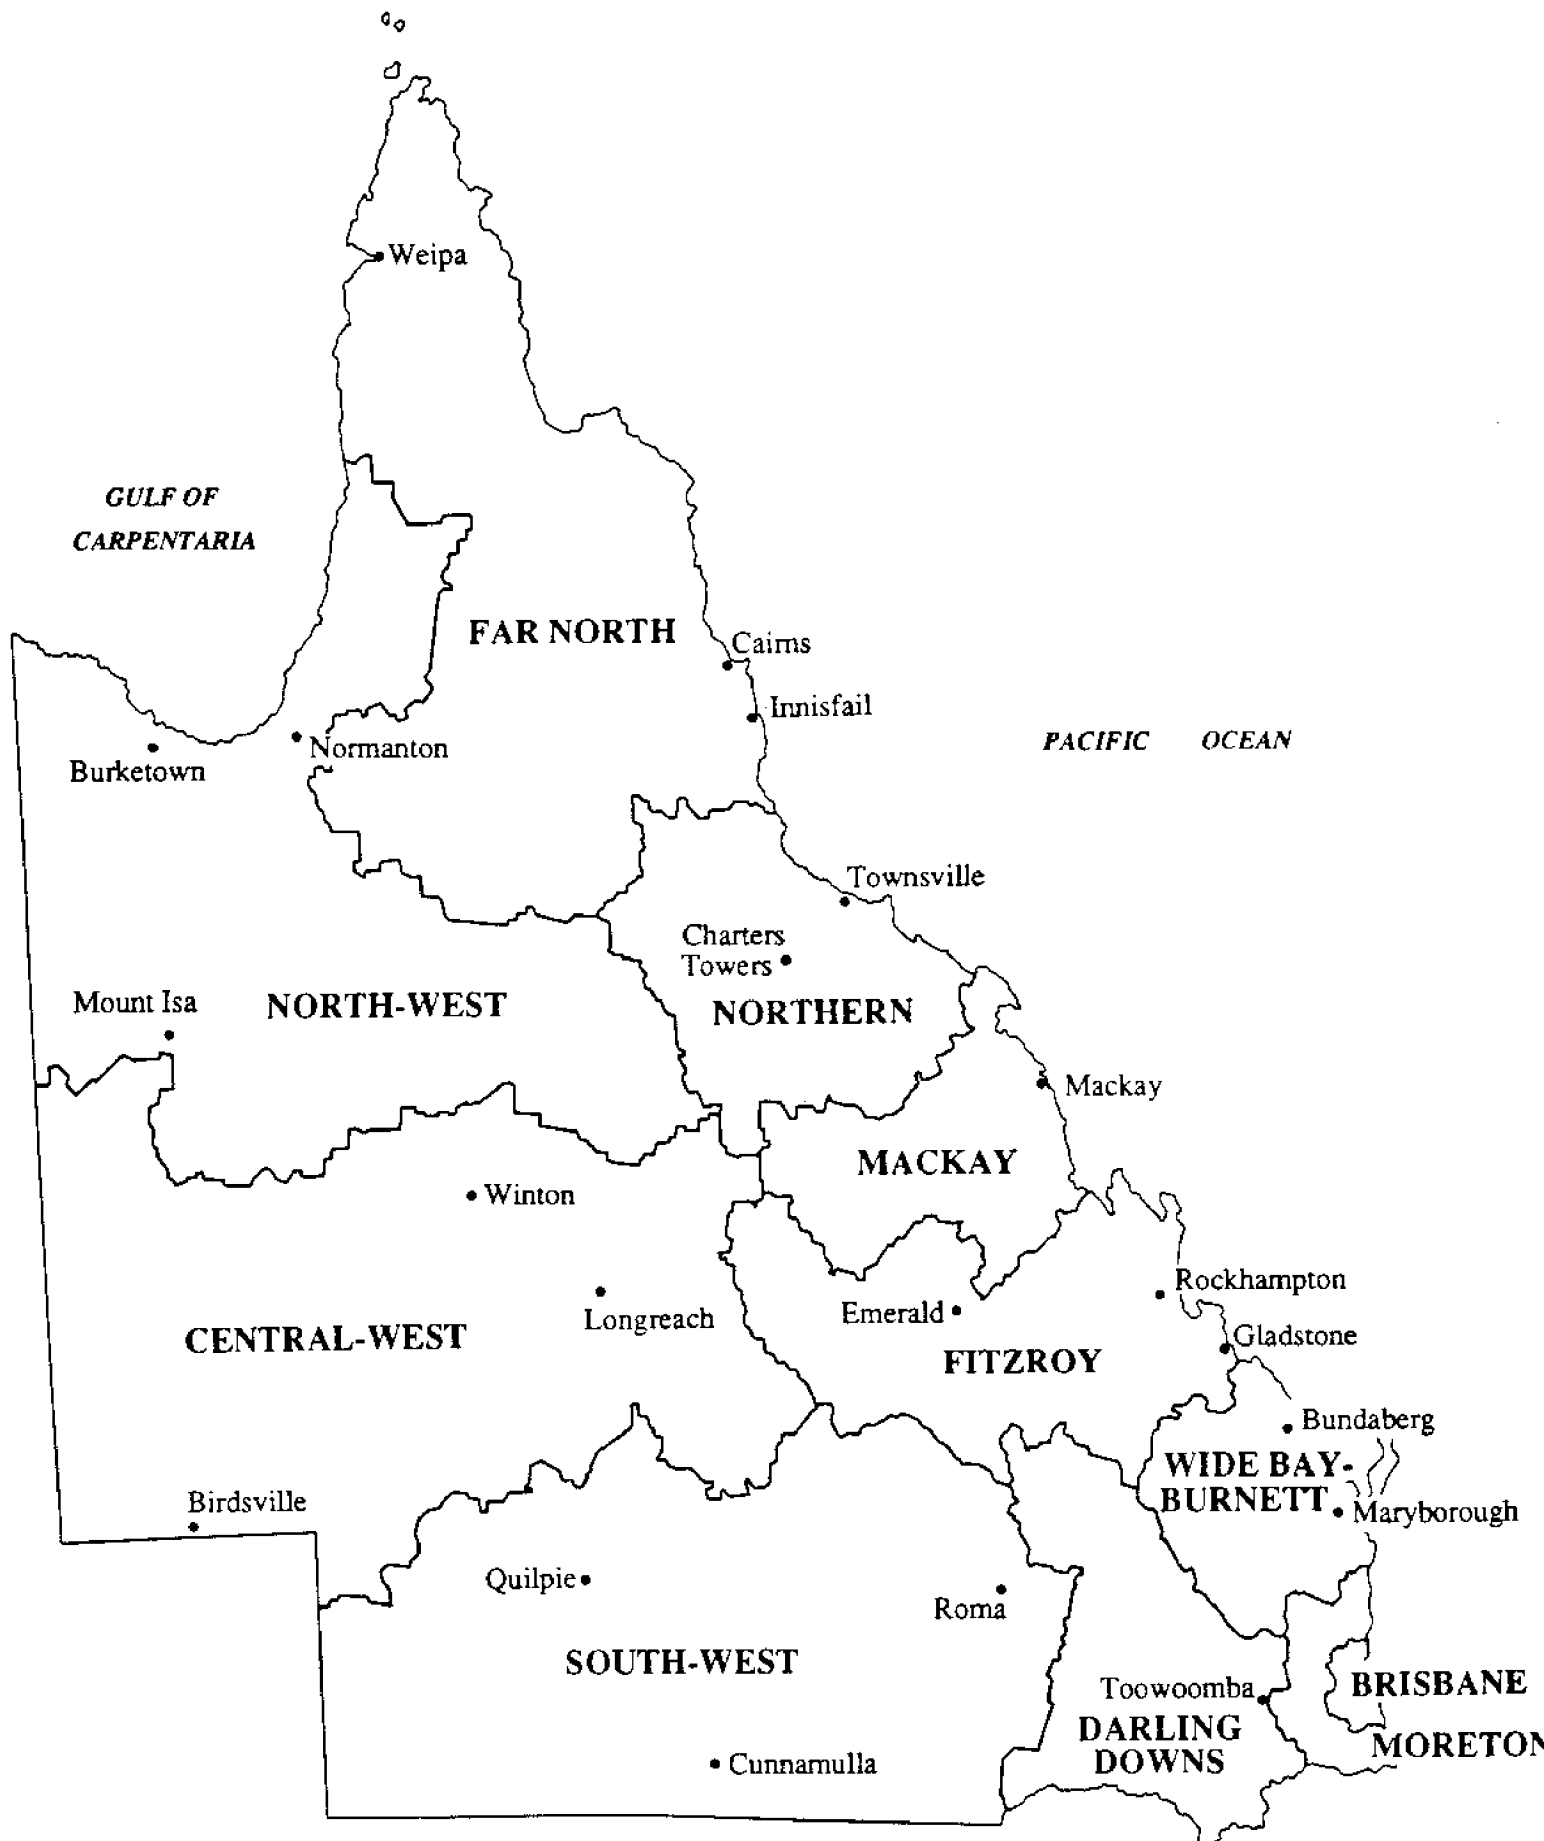 Weipa
GULF OF
CARPENTARIA
FAR NORTH
Cairns
Innisfail
Normanton
Burketown
PACIFIC OCEAN
Townsville
Charters
Towers
Mount Isa
NORTH-WEST
NORTHERN
Mackay
MACKAY
Winton
Rockhampton
Longreach
Emerald
Gladstone
CENTRAL-WEST
FITZROY
Bundaberg
WIDE BAY-
BURNETT
Birdsville
Maryborough
Quilpie
Roma
SOUTH-WEST
Toowoomba
BRISBANE
DARLING
DOWNS
MORETON
Cunnamulla